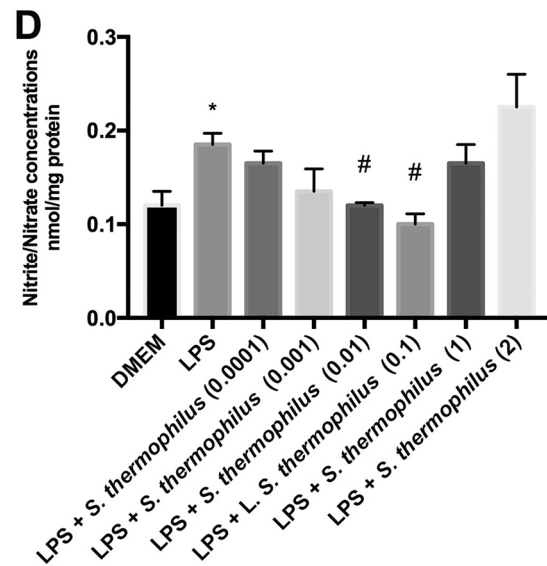 D
Nitrite/Nitrate concentrations
nmol/mg protein
0.3
0.2
0.1
0.0
*
#
#
DMEM
LPS
LPS + S. thermophilus (0.0001)
LPS + S. thermophilus (0.001)
LPS + S. thermophilus (0.01)
LPS + L. S. thermophilus (0.1)
LPS + S. thermophilus (1)
LPS + S. thermophilus (2)